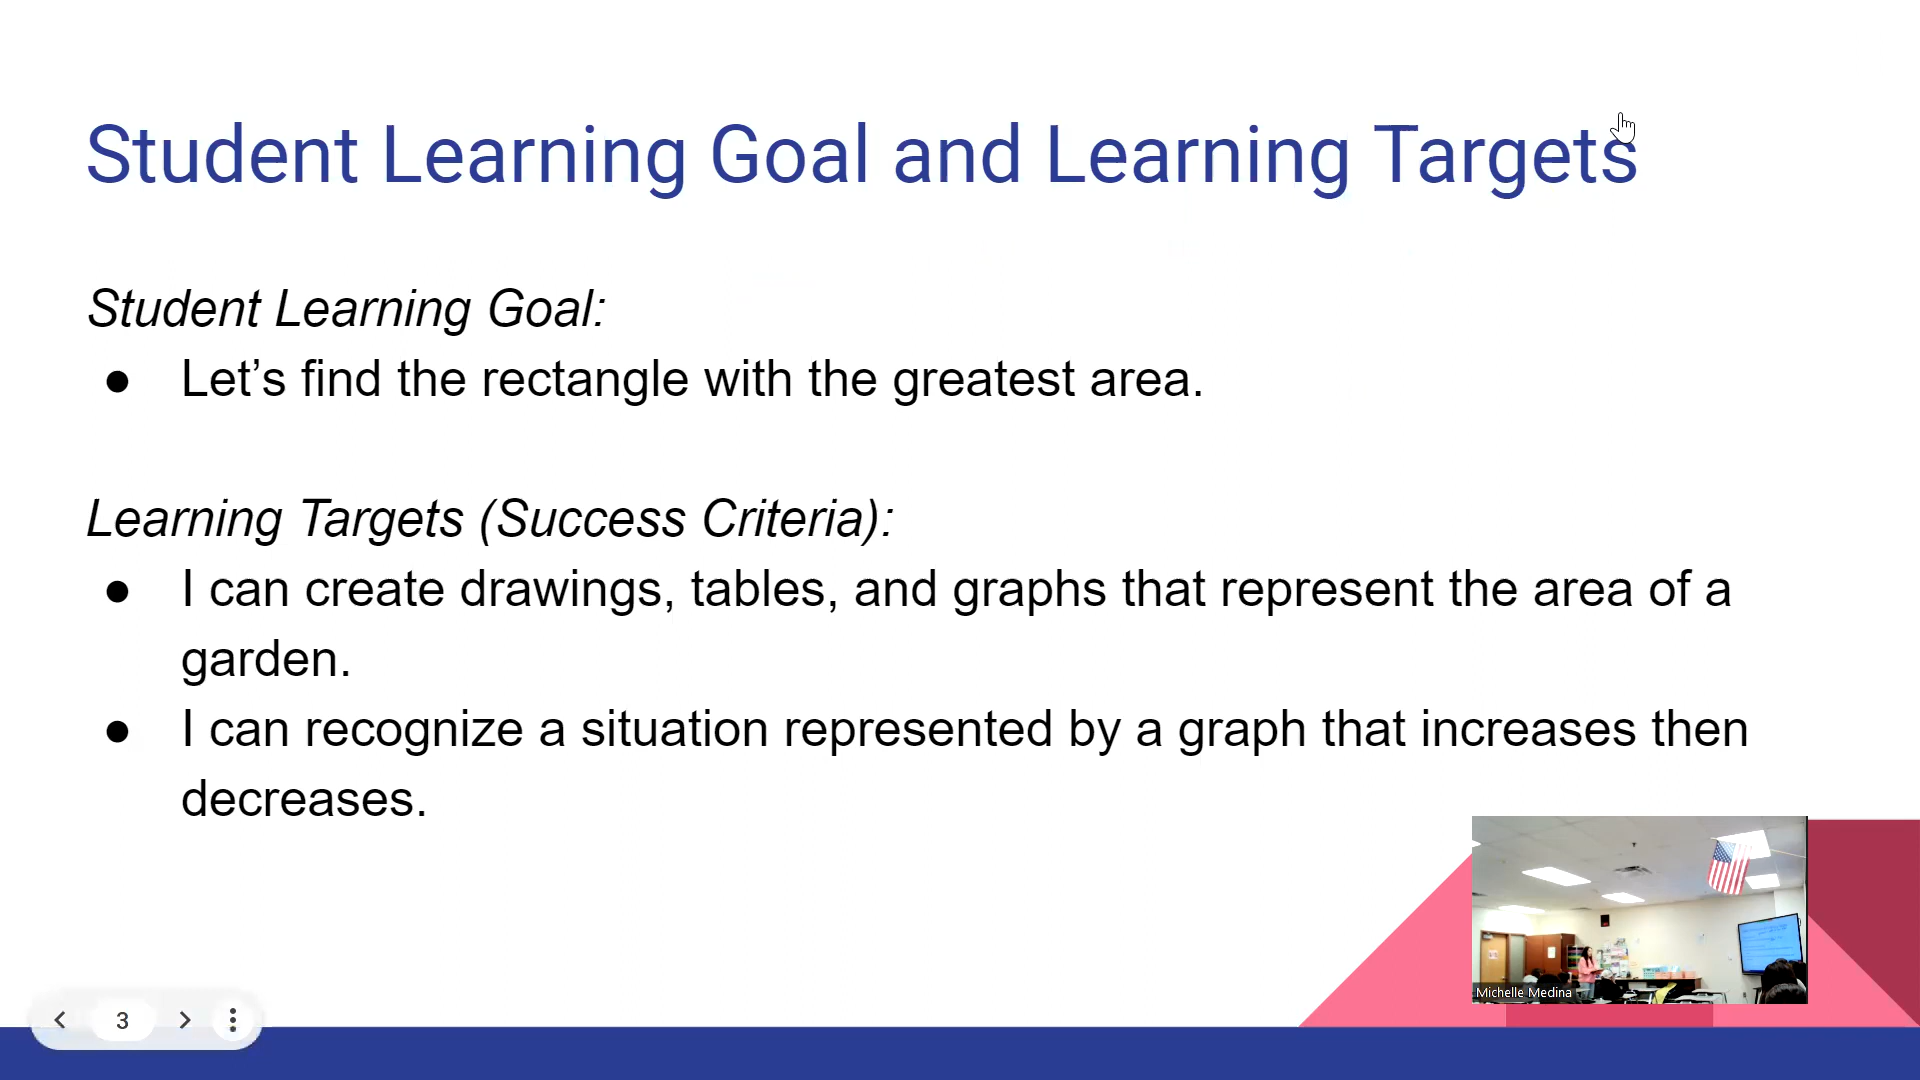 Student Learning Goal and Learning Targets
Student Learning Goal:
● Let’s find the rectangle with the greatest area.
Learning Targets (Success Criteria):
● I can create drawings, tables, and graphs that represent the area of a
garden.
● I can recognize a situation represented by a graph that increases then
decreases.
Michelle Medina
3